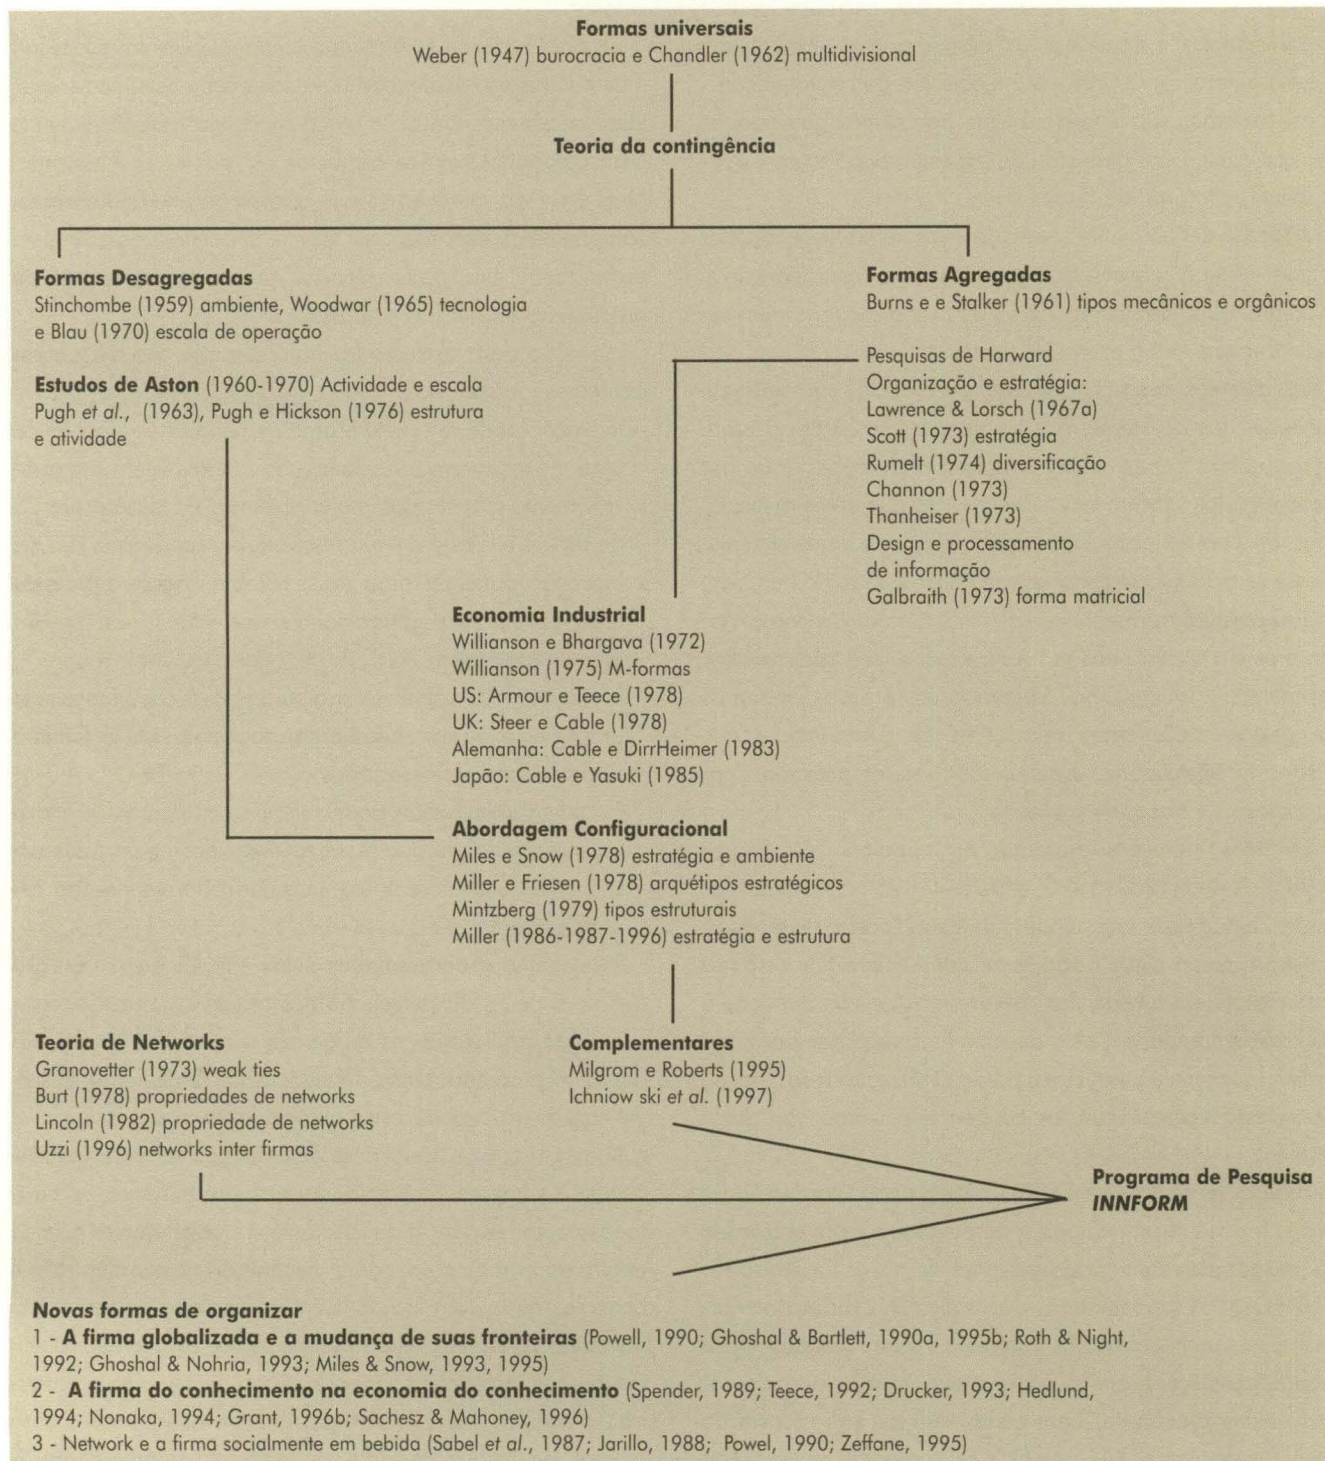 Formas universais
Weber (1947) burocracia e Chandler (1962) multidivisional
Teoria da contingência
Formas Desagregadas
Stinchombe (1959) ambiente, Woodwar (1965) tecnologia
e Blau (1970) escala de operação
Estudos de Aston (1960-1970) Actividade e escala
Pugh et al., (1963), Pugh e Hickson (1976) estrutura
e atividade
Formas Agregadas
Burns e e Stalker (1961) tipos mecânicos e orgânicos
Pesquisas de Harward
Organização e estratégia:
Lawrence & Lorsch (1967a)
Scott (1973) estratégia
Rumelt (1974) diversificação
Channon (1973)
Thanheiser (1973)
Design e processamento
de informação
Galbraith (1973) forma matricial
Economia Industrial
Willianson e Bhargava (1972)
Willianson (1975) M-formas
US: Armour e Teece (1978)
UK: Steer e Cable (1978)
Alemanha: Cable e DirrHeimer (1983)
Japão: Cable e Yasuki (1985)
Abordagem Configuracional
Miles e Snow (1978) estratégia e ambiente
Miller e Friesen (1978) arquétipos estratégicos
Mintzberg (1979) tipos estruturais
Miller (1986-1987-1996) estratégia e estrutura
Teoria de Networks
Granovetter (1973) weak ties
Burt (1978) propriedades de networks
Lincoln (1982) propriedade de networks
Uzzi (1996) networks inter firmas
Complementares
Milgrom e Roberts (1995)
Ichniow ski et al. (1997)
Programa de Pesquisa
INNFORM
Novas formas de organizar
1 - A firma globalizada e a mudança de suas fronteiras (Powell, 1990; Ghoshal & Bartlett, 1990a, 1995b; Roth & Night,
1992; Ghoshal & Nohria, 1993; Miles & Snow, 1993, 1995)
2 - A firma do conhecimento na economia do conhecimento (Spender, 1989; Teece, 1992; Drucker, 1993; Hedlund,
1994; Nonaka, 1994; Grant, 1996b; Sachesz & Mahoney, 1996)
3 - Network e a firma socialmente em bebida (Sabel et al., 1987; Jarillo, 1988; Powel, 1990; Zeffane, 1995)